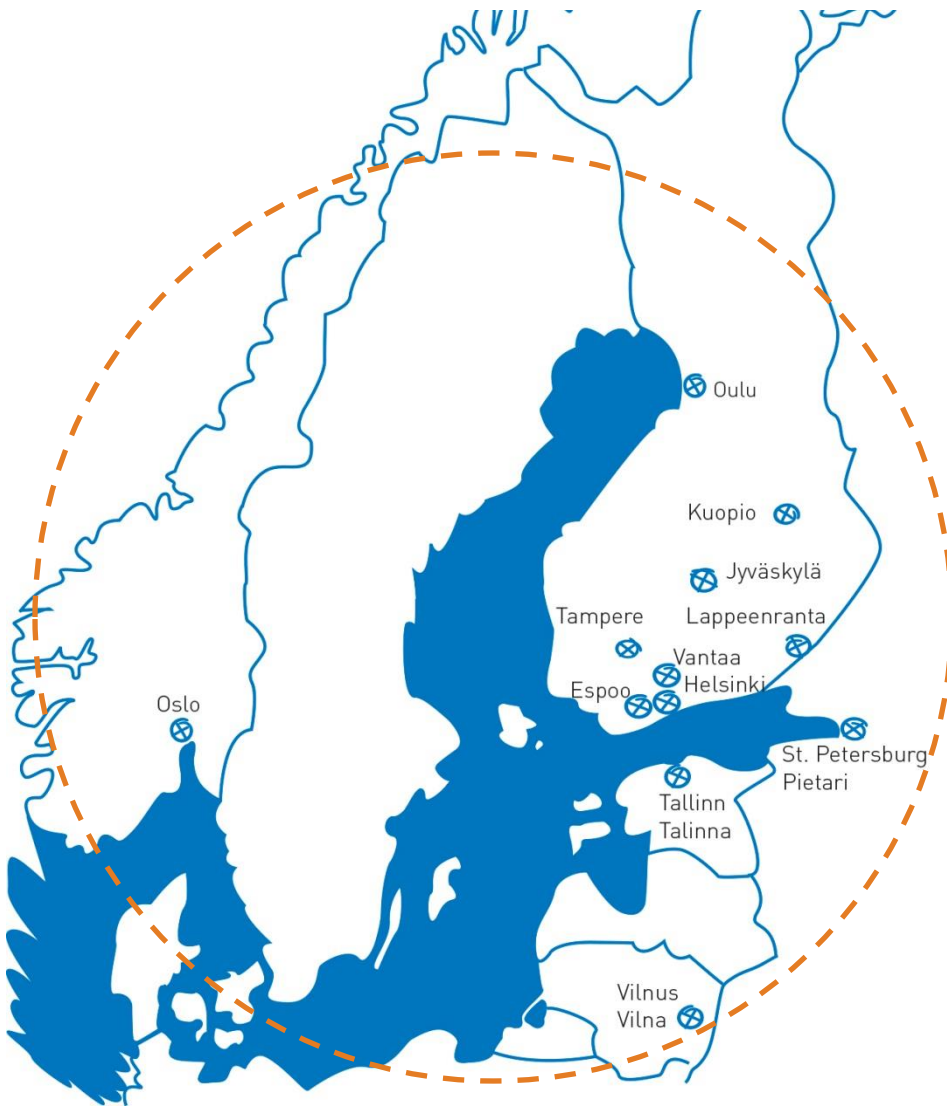 Oulu
Kuopio
Jyväskylä
Tampere
Lappeenranta
Vantaa
Espoo
Helsinki
Oslo
St. Petersburg
Pietari
Tallinn
Talinna
Vilnus
Vilna